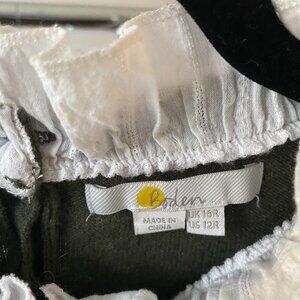 Boden
MADE IN
CHINA
UK 16R
US 12R